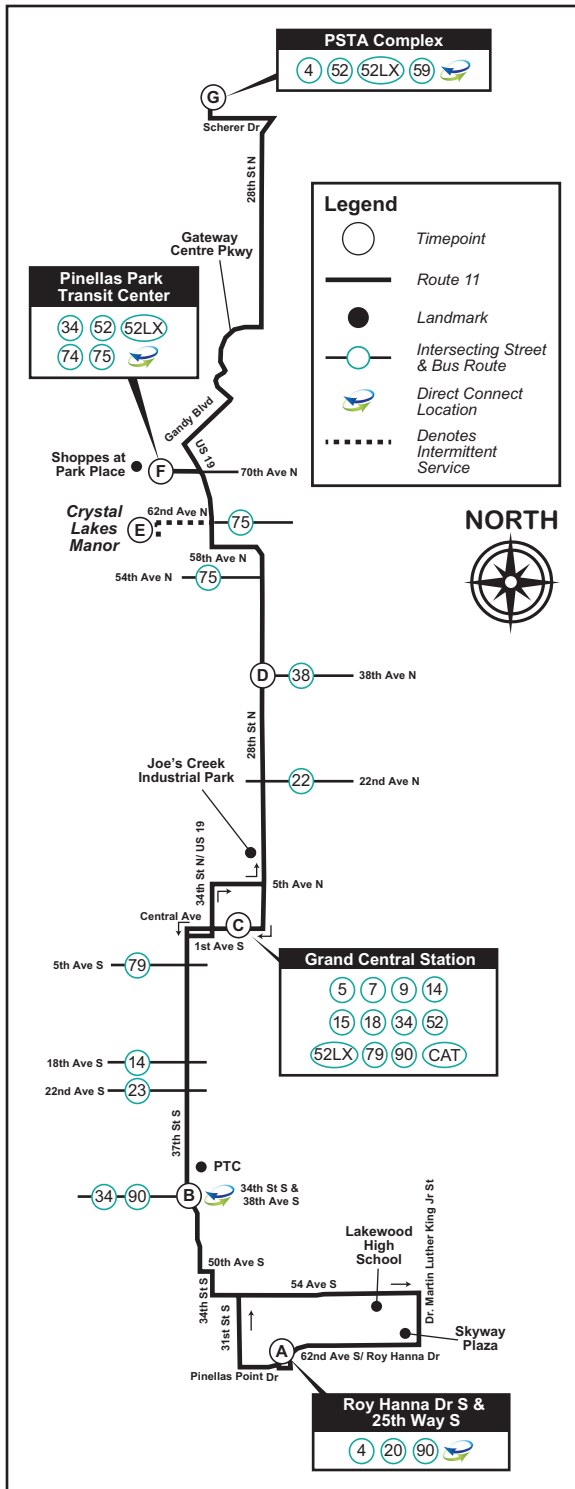 PSTA Complex
4 52 52LX 59
G
Scherer Dr
28th St N
Legend
Timepoint
Route 11
Landmark
Intersecting Street
& Bus Route
Direct Connect
Location
Denotes
Intermittent
Service
Gateway
Centre Pkwy
Pinellas Park
Transit Center
34 52 52LX
74 75
Gandy Blvd
US 19
Shoppes at
Park Place
F
70th Ave N
Crystal
Lakes
Manor
E
62nd Ave N
75
58th Ave N
54th Ave N
75
NORTH
D
38
38th Ave N
28th St N
Joe's Creek
Industrial Park
22
22nd Ave N
34th St N/ US 19
5th Ave N
Central Ave
C
1st Ave S
5th Ave S
79
Grand Central Station
5 7 9 14
15 18 34 52
52LX 79 90 CAT
18th Ave S
14
22nd Ave S
23
37th St S
PTC
34 90
B
34th St S &
38th Ave S
50th Ave S
34th St S
31st St S
54 Ave S
Lakewood
High
School
Dr. Martin Luther King Jr St
Skyway
Plaza
A
62nd Ave S/ Roy Hanna Dr
Pinellas Point Dr
Roy Hanna Dr S &
25th Way S
4 20 90